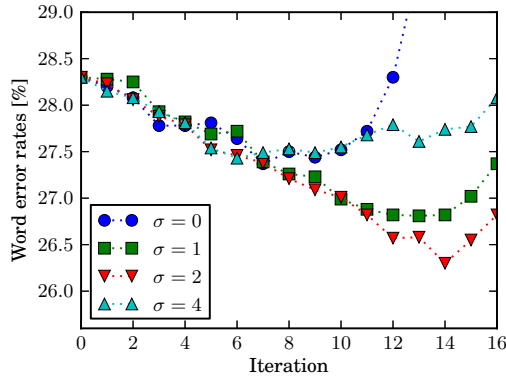 29.0
28.5
28.0
27.5
27.0
26.5
26.0
Word error rates [%]
σ = 0
σ = 1
σ = 2
σ = 4
0 2 4 6 8 10 12 14 16
Iteration